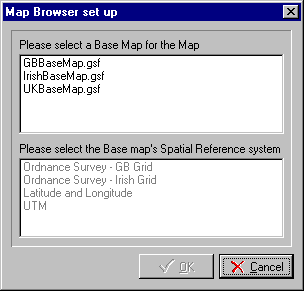 Map Browser set up
Please select a Base Map for the Map
GBBaseMap.gsf
IrishBaseMap.gsf
UKBaseMap.gsf
Please select the Base map's Spatial Reference system
Ordnance Survey - GB Grid
Ordnance Survey - Irish Grid
Latitude and Longitude
UTM
OK
Cancel